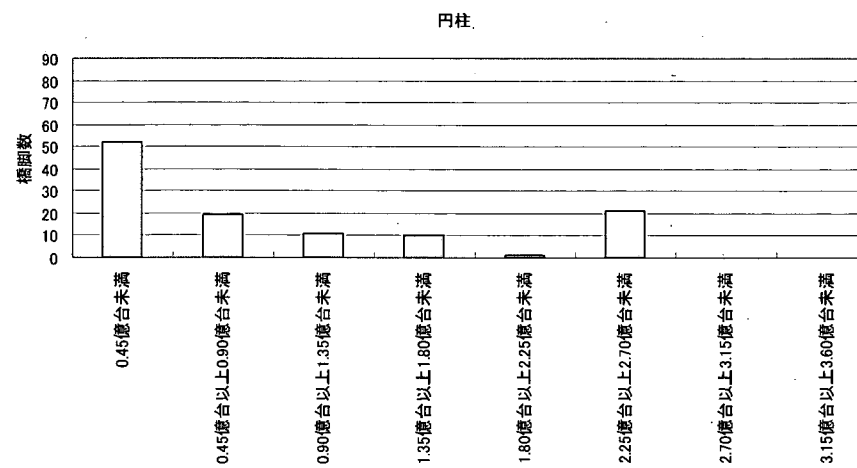 円柱
橋脚数
90
80
70
60
50
40
30
20
10
0
0.45億台未満
0.45億台以上0.90億台未満
0.90億台以上1.35億台未満
1.35億台以上1.80億台未満
1.80億台以上2.25億台未満
2.25億台以上2.70億台未満
2.70億台以上3.15億台未満
3.15億台以上3.60億台未満